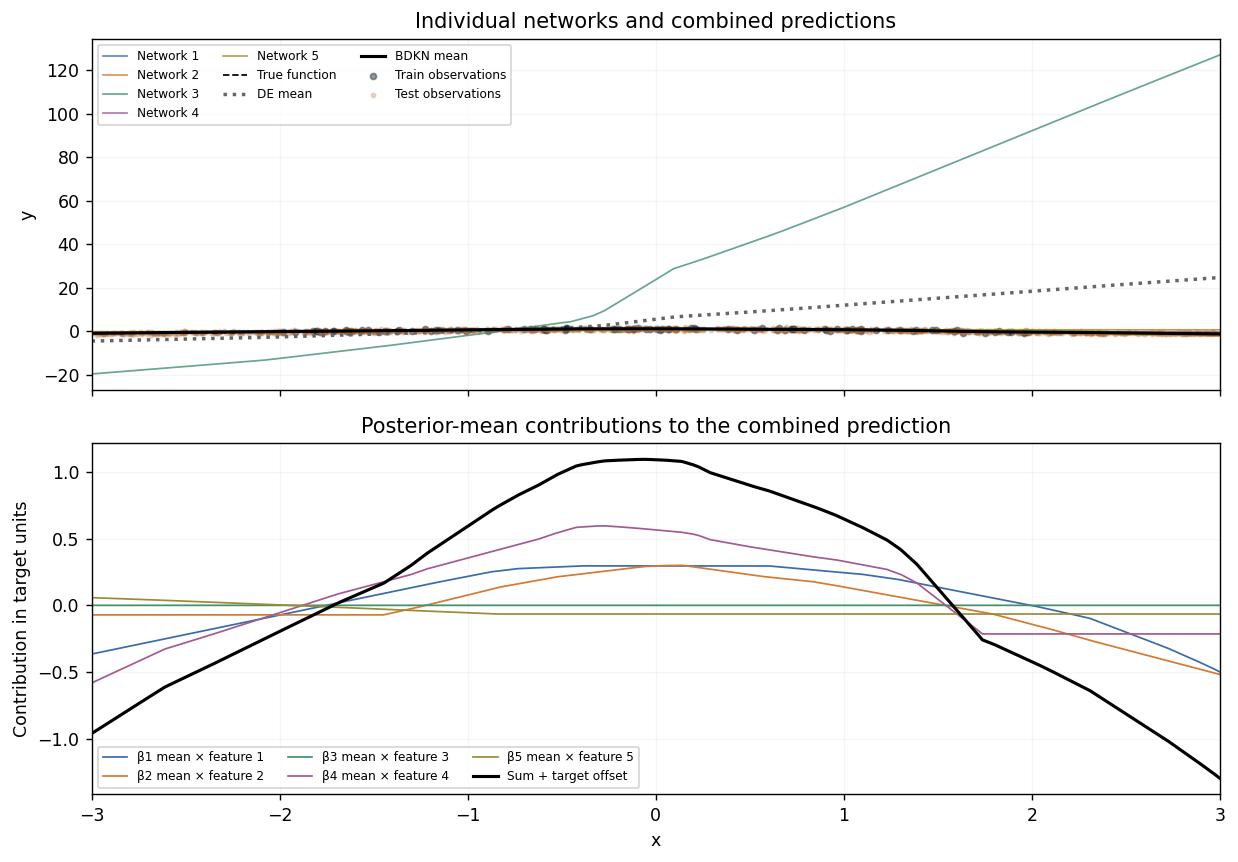 Individual networks and combined predictions
Network 1 Network 5 BDKN mean
Network 2 True function Train observations
Network 3 DE mean Test observations
Network 4
120
100
80
60
40
20
0
−20
y
Posterior-mean contributions to the combined prediction
1.0
0.5
0.0
−0.5
−1.0
Contribution in target units
β1 mean × feature 1 β3 mean × feature 3 β5 mean × feature 5
β2 mean × feature 2 β4 mean × feature 4 Sum + target offset
−3 −2 −1 0 1 2 3
x